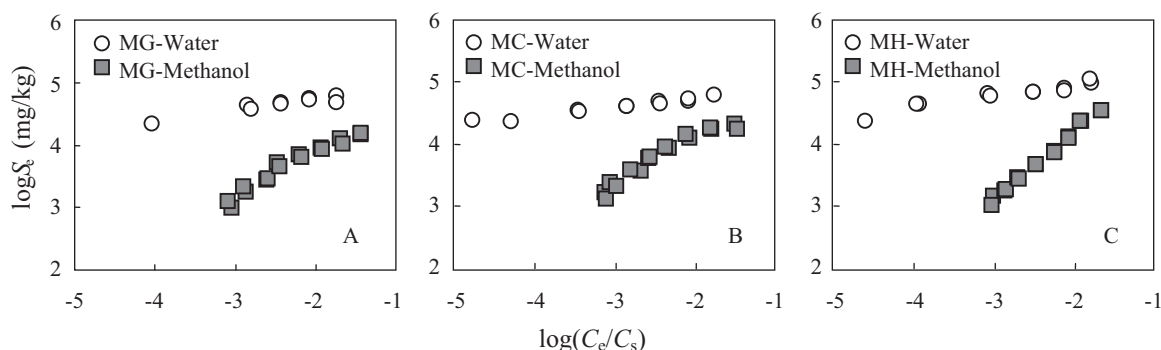 logSe (mg/kg)
6
5
4
3
2
MG-Water
MG-Methanol
A
-5 -4 -3 -2 -1
6
5
4
3
2
MC-Water
MC-Methanol
B
-5 -4 -3 -2 -1
6
5
4
3
2
MH-Water
MH-Methanol
C
-5 -4 -3 -2 -1
log(Ce/Cs)